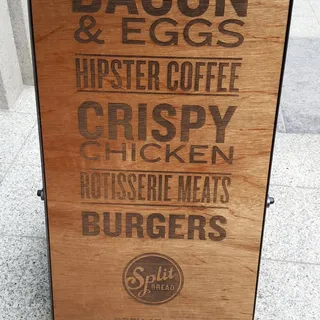 BACON
& EGGS
HIPSTER COFFEE
CRISPY
CHICKEN
ROTISSERIE MEATS
BURGERS
Split
BREAD